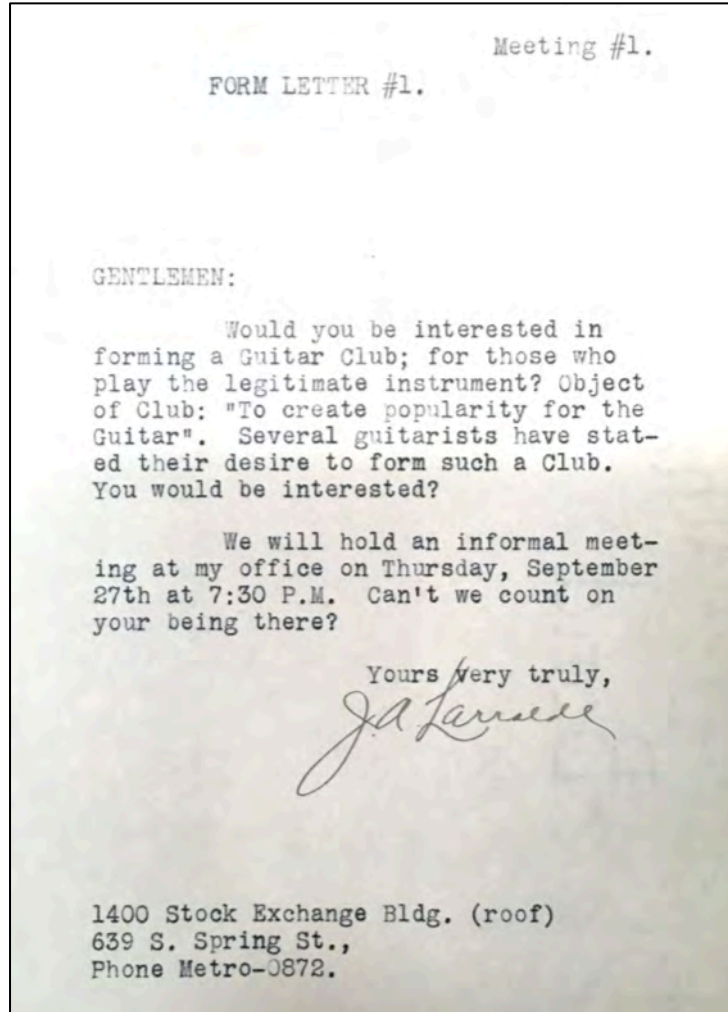 Meeting #1.
FORM LETTER #1.
GENTLEMEN:
Would you be interested in
forming a Guitar Club; for those who
play the legitimate instrument? Object
of Club: "To create popularity for the
Guitar". Several guitarists have stat-
ed their desire to form such a Club.
You would be interested?
We will hold an informal meet-
ing at my office on Thursday, September
27th at 7:30 P.M. Can't we count on
your being there?
Yours very truly,
J.A Larralde
1400 Stock Exchange Bldg. (roof)
639 S. Spring St.,
Phone Metro-0872.